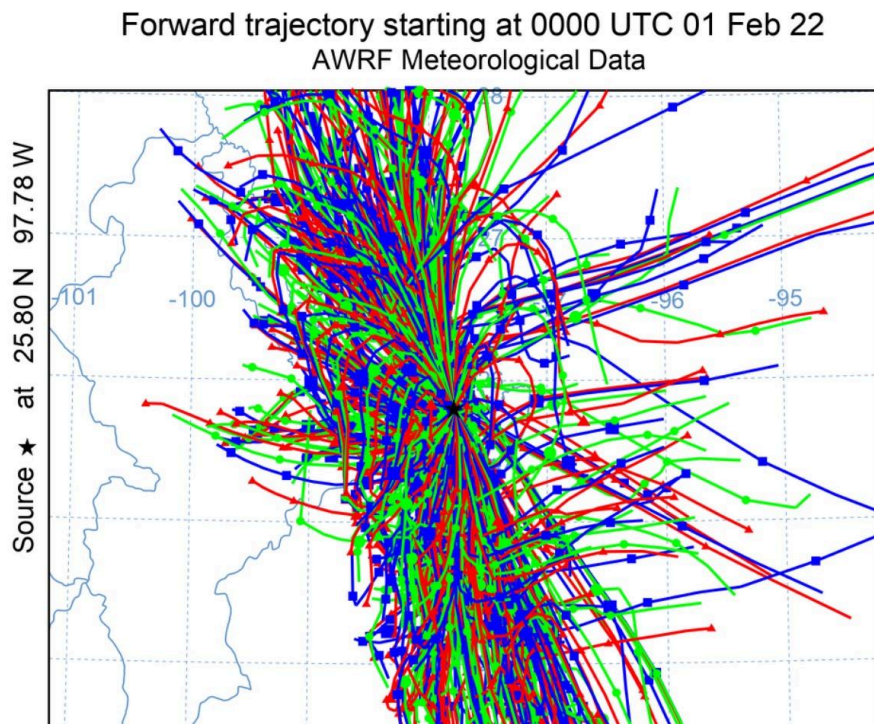 Forward trajectory starting at 0000 UTC 01 Feb 22
AWRF Meteorological Data
Source ★ at 25.80 N 97.78 W
27
-101
-100
-96
-95